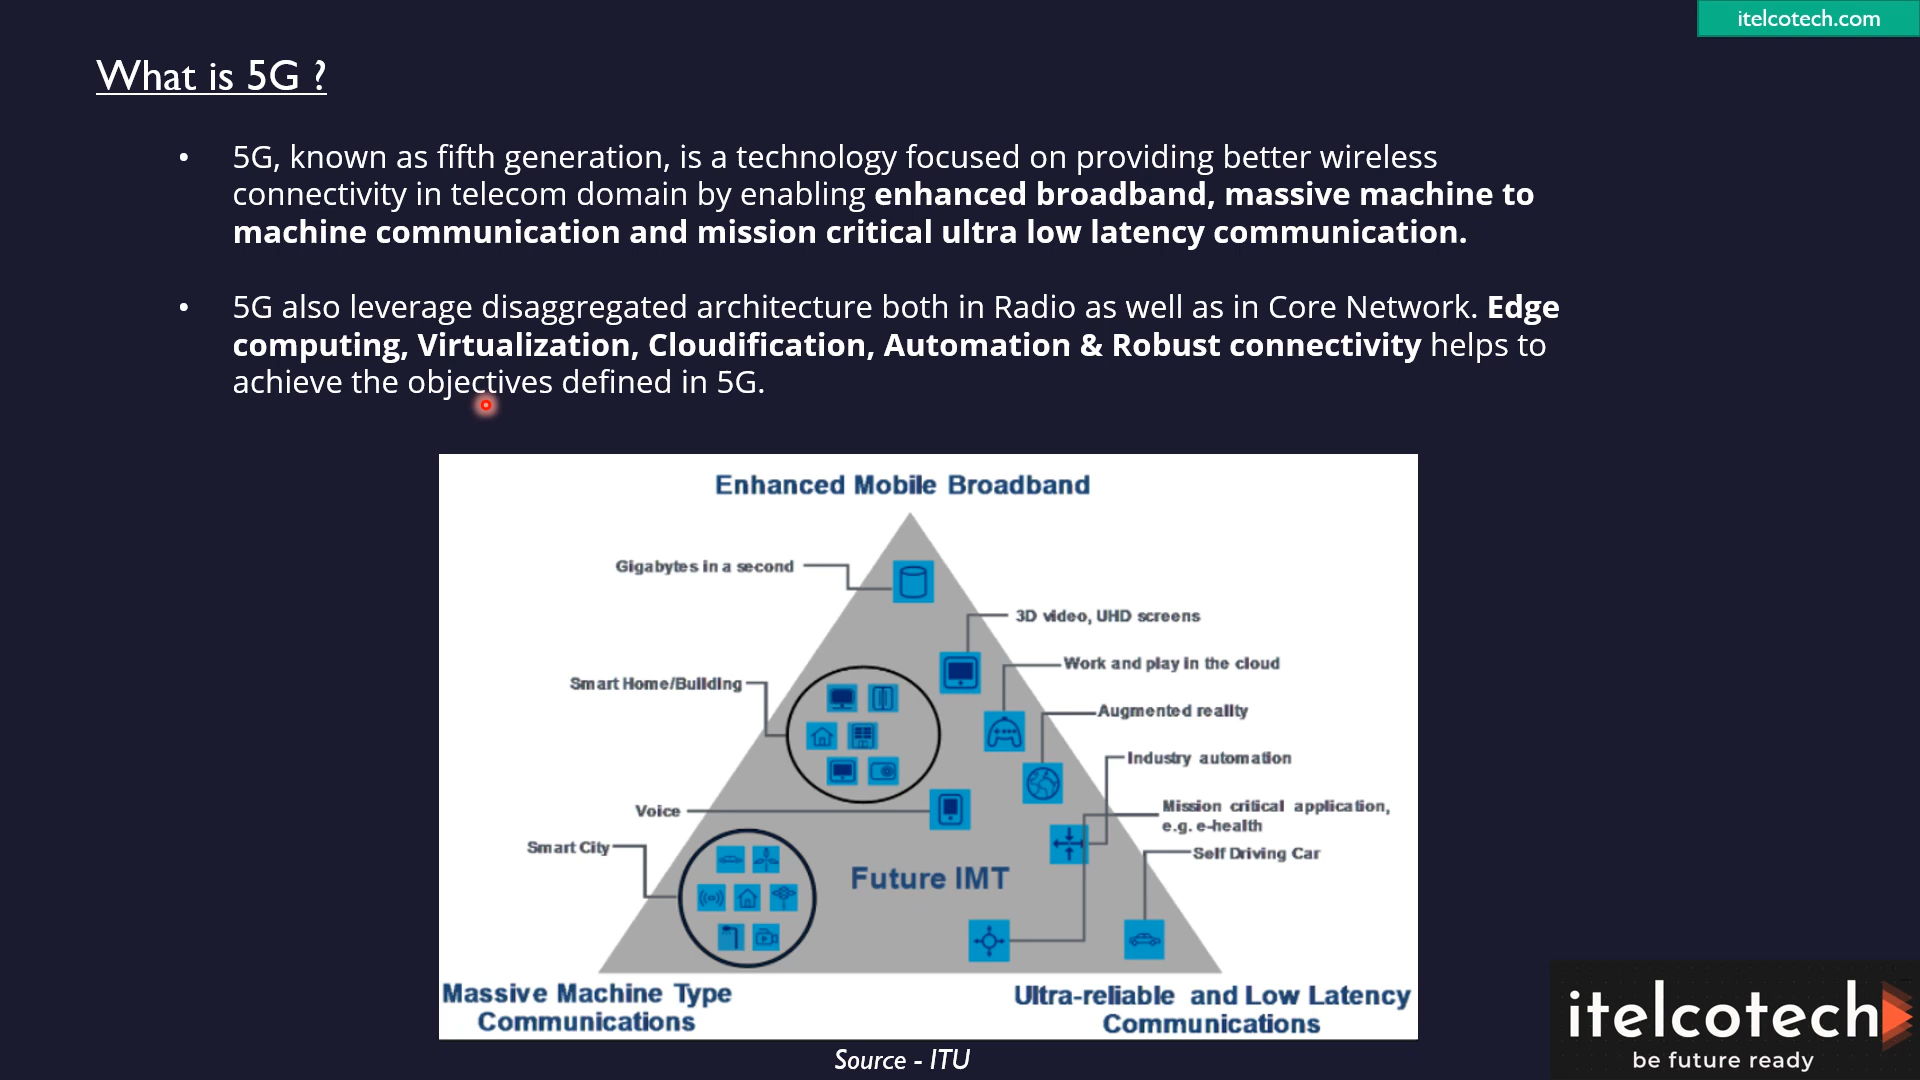 itelcotech.com
What is 5G ?
• 5G, known as fifth generation, is a technology focused on providing better wireless
connectivity in telecom domain by enabling enhanced broadband, massive machine to
machine communication and mission critical ultra low latency communication.
• 5G also leverage disaggregated architecture both in Radio as well as in Core Network. Edge
computing, Virtualization, Cloudification, Automation & Robust connectivity helps to
achieve the objectives defined in 5G.
Enhanced Mobile Broadband
Gigabytes in a second
3D video, UHD screens
Work and play in the cloud
Smart Home/Building
Augmented reality
Industry automation
Mission critical application,
e.g. e-health
Voice
Smart City
Self Driving Car
Future IMT
Massive Machine Type
Communications
Ultra-reliable and Low Latency
Communications
Source - ITU
itelcotech
be future ready